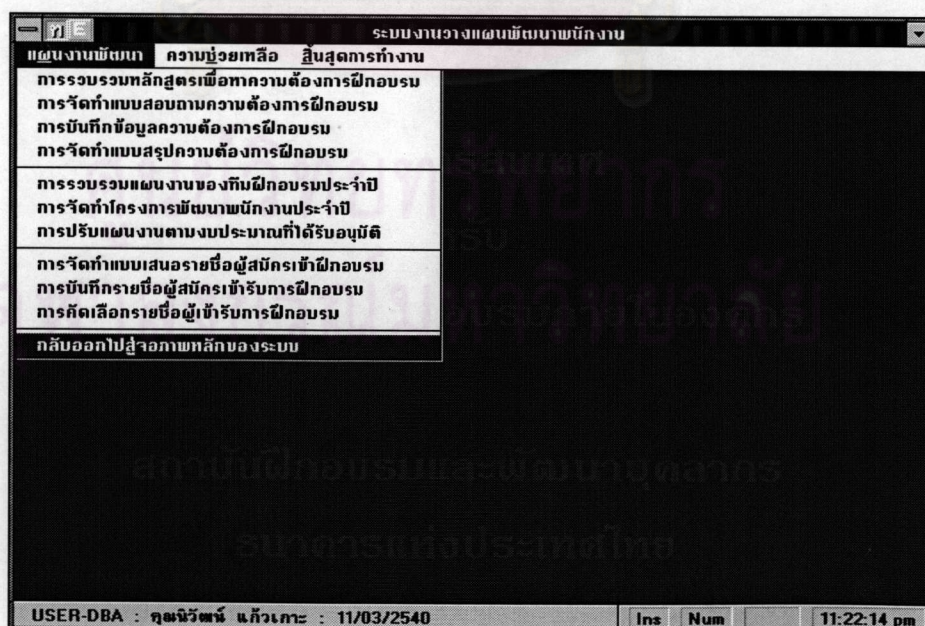 ก E ระบบงานวางแผนพัฒนาพนักงาน
แผนงานพัฒนา ความช่วยเหลือ สิ้นสุดการทำงาน
การรวบรวมหลักสูตรเพื่อหาความต้องการฝึกอบรม
การจัดทำแบบสอบถามความต้องการฝึกอบรม
การบันทึกข้อมูลความต้องการฝึกอบรม
การจัดทำแบบสรุปความต้องการฝึกอบรม
การรวบรวมแผนงานของทีมฝึกอบรมประจำปี
การจัดทำโครงการพัฒนาพนักงานประจำปี
การปรับแผนงานตามงบประมาณที่ได้รับอนุมัติ
การจัดทำแบบเสนอรายชื่อผู้สมัครเข้าฝึกอบรม
การบันทึกรายชื่อผู้สมัครเข้ารับการฝึกอบรม
การคัดเลือกรายชื่อผู้เข้ารับการฝึกอบรม
กลับออกไปสู่จอภาพหลักของระบบ
สถาบันฝึกอบรมและพัฒนาบุคลากร
ธนาคารแห่งประเทศไทย
USER-DBA : คุณนิวัฒน์ แก้วเกาะ : 11/03/2540 Ins Num 11:22:14 pm